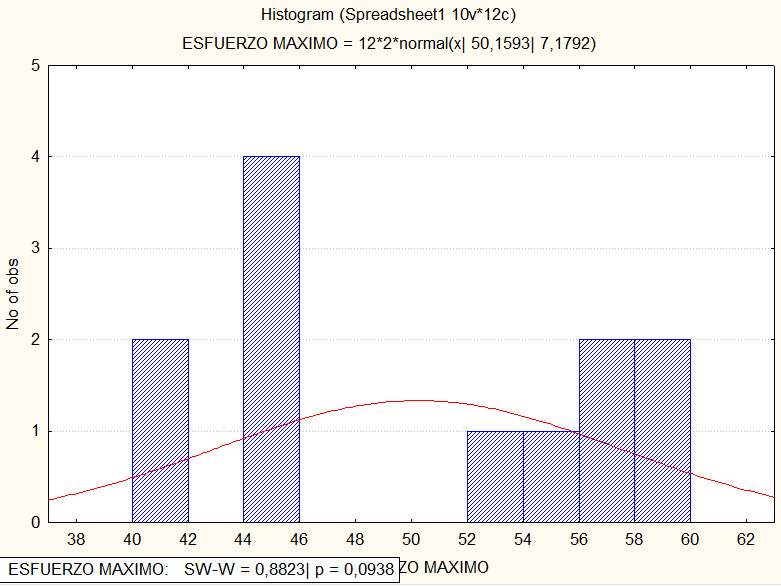 Histogram (Spreadsheet1 10v*12c)
ESFUERZO MAXIMO = 12*2*normal(x| 50,1593| 7,1792)
5
4
3
2
1
0
No of obs
38 40 42 44 46 48 50 52 54 56 58 60 62
ESFUERZO MAXIMO: SW-W = 0,8823| p = 0,0938
ZO MAXIMO